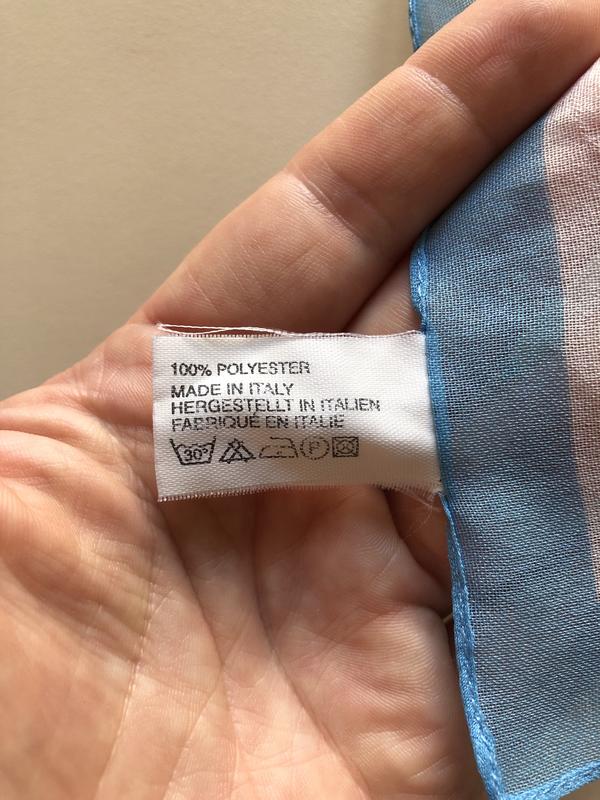 100% POLYESTER
MADE IN ITALY
HERGESTELLT IN ITALIEN
FABRIQUÉ EN ITALIE
30° P